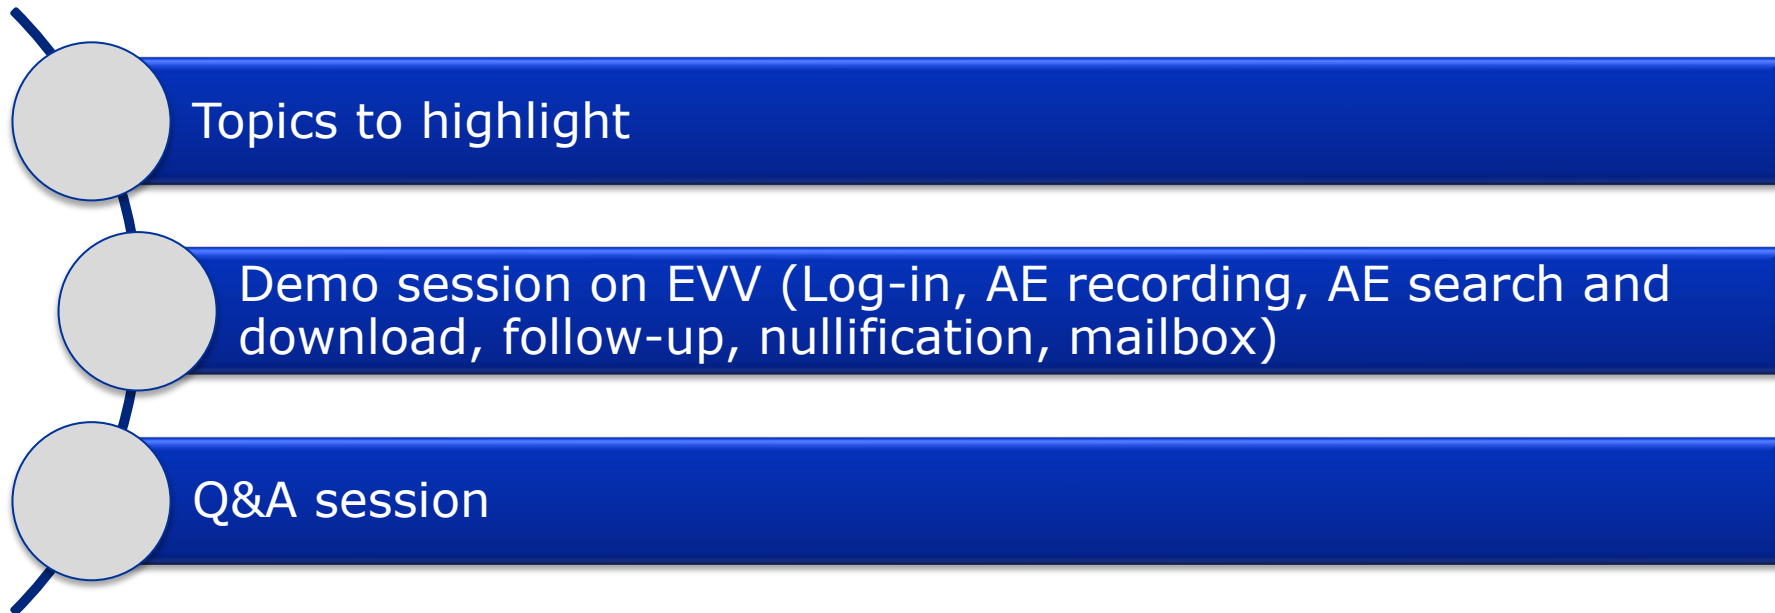 Topics to highlight
Demo session on EVV (Log-in, AE recording, AE search and
download, follow-up, nullification, mailbox)
Q&A session